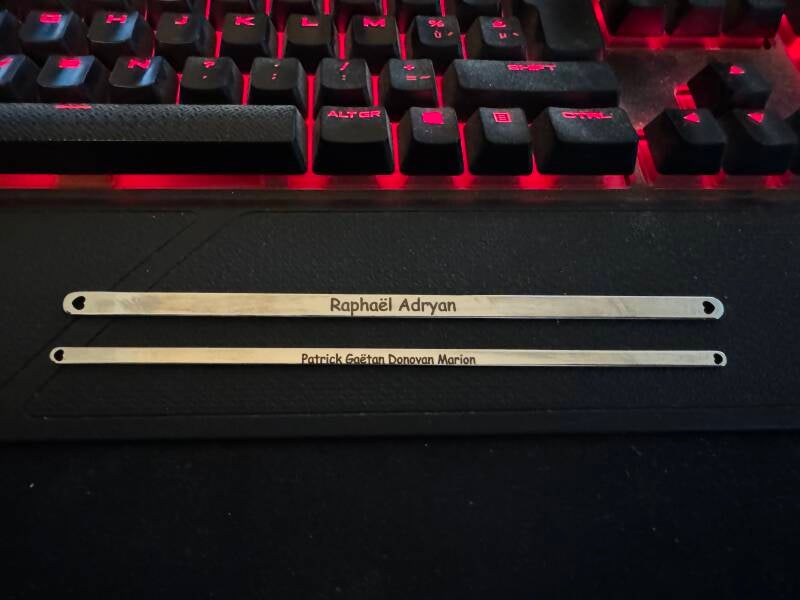 G H J K L M % £
ù µ
V B N ? . / + =
, ; : SHIFT
ALT GR CTRL
Raphaël Adryan
Patrick Gaëtan Donovan Marion